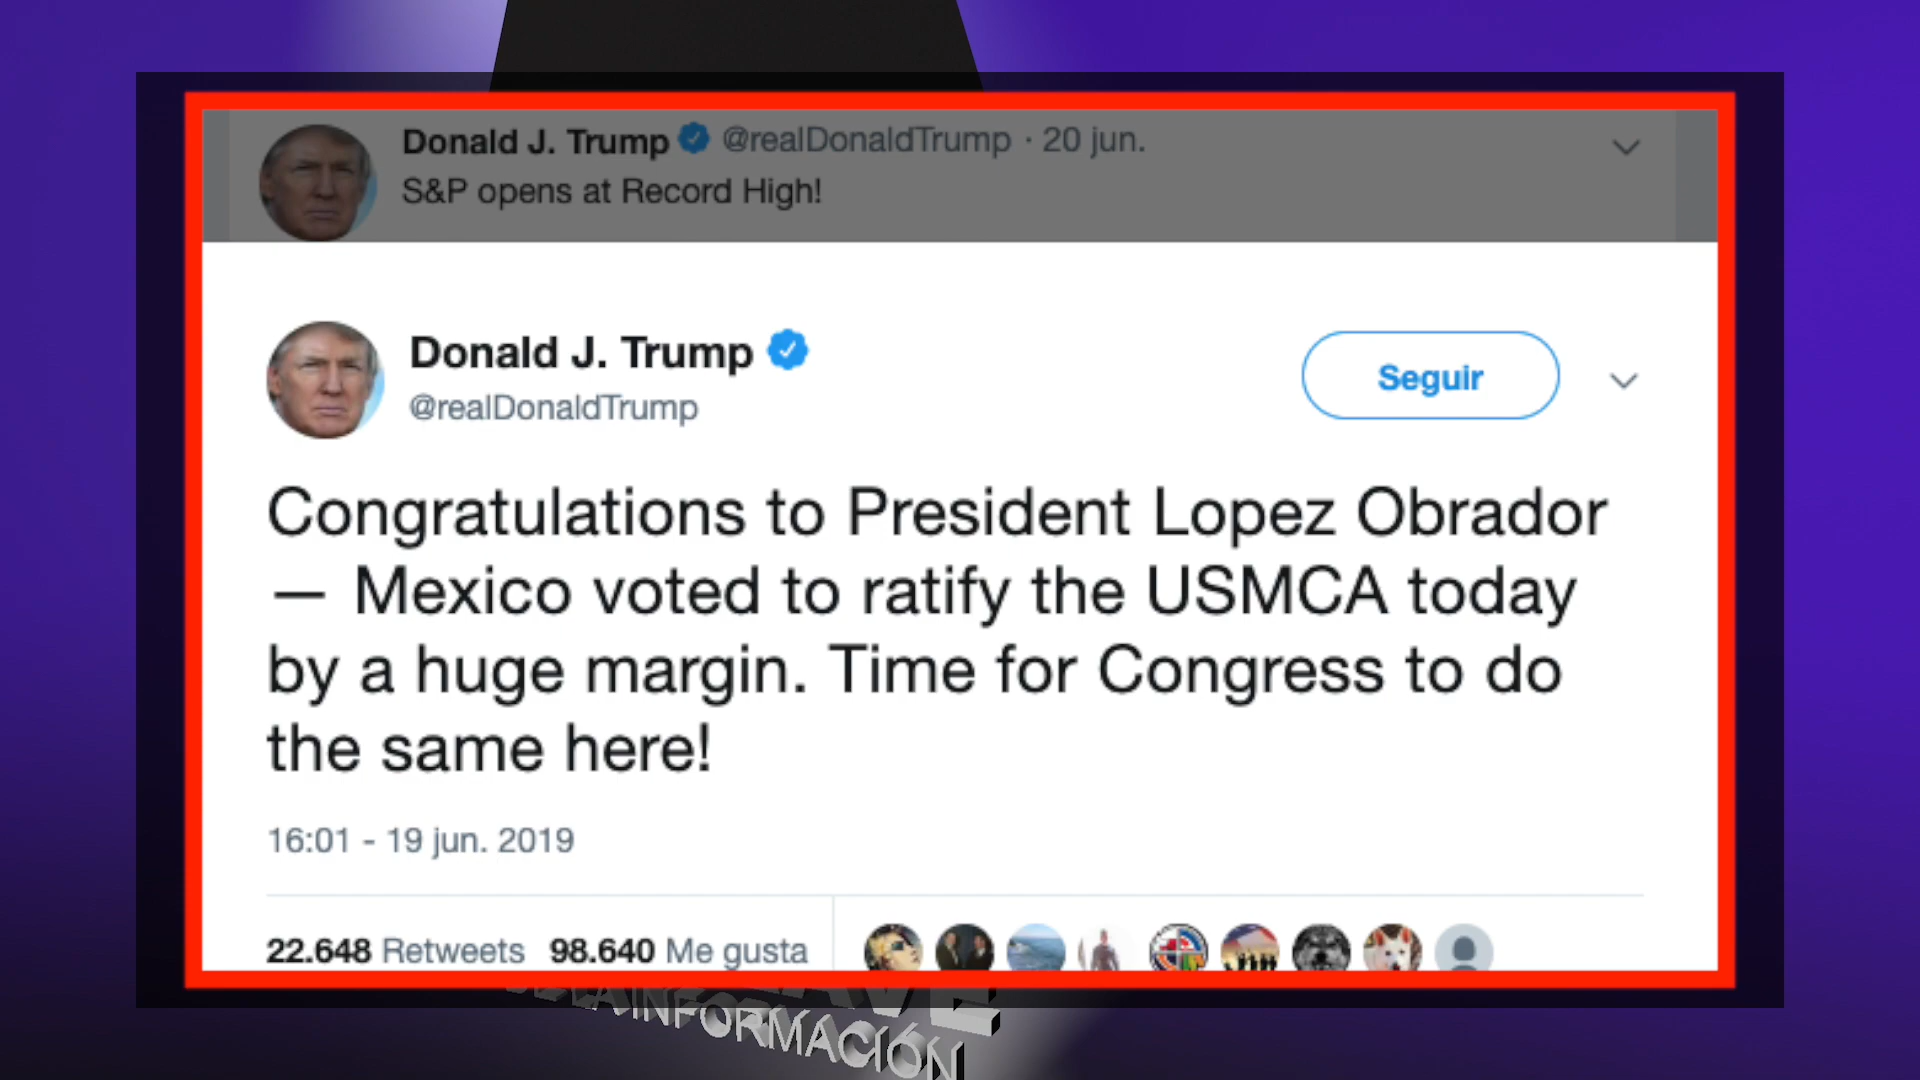 Donald J. Trump @realDonaldTrump · 20 jun.
S&P opens at Record High!
Donald J. Trump
@realDonaldTrump
Seguir
Congratulations to President Lopez Obrador
— Mexico voted to ratify the USMCA today
by a huge margin. Time for Congress to do
the same here!
16:01 - 19 jun. 2019
22.648 Retweets 98.640 Me gusta
INFORMACIÓN